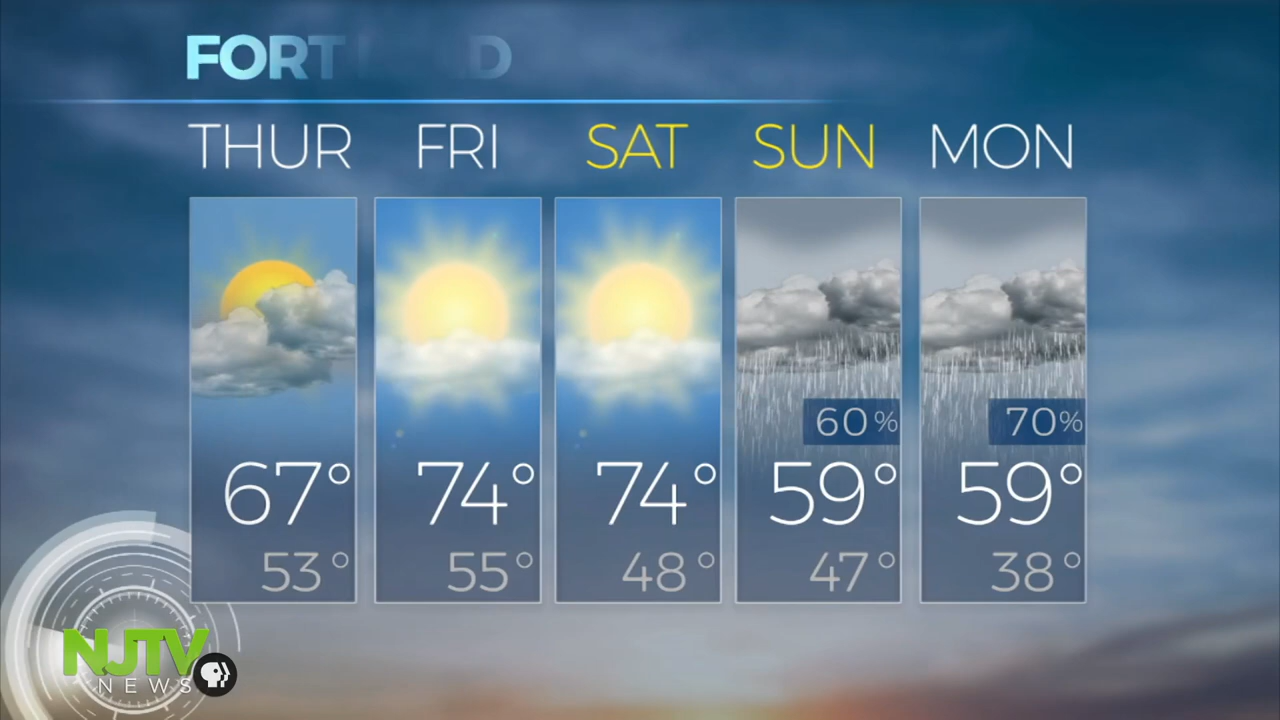 FORT
THUR FRI SAT SUN MON
60% 70%
67° 74° 74° 59° 59°
53° 55° 48° 47° 38°
NJTV
NEWS